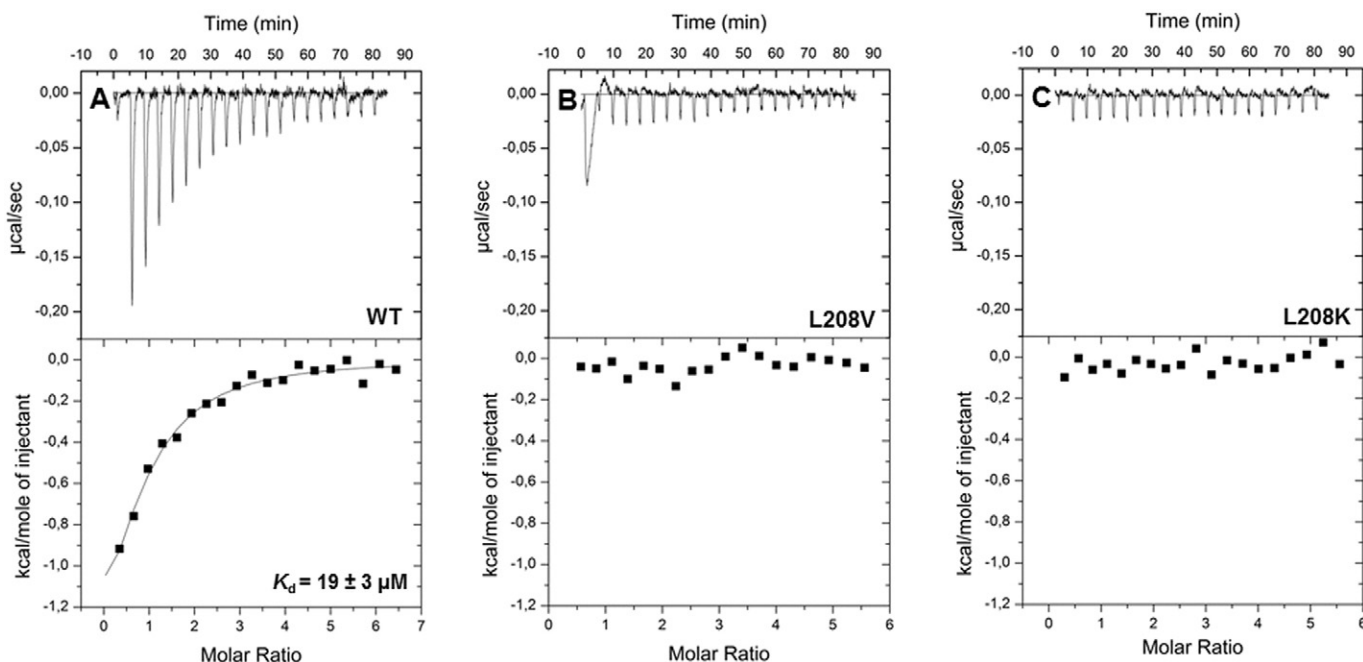 Time (min)
-10 0 10 20 30 40 50 60 70 80 90
A
0,00
-0,05
-0,10
-0,15
-0,20
µcal/sec
WT
0,0
-0,2
-0,4
-0,6
-0,8
-1,0
-1,2
kcal/mole of injectant
Kd = 19 ± 3 µM
0 1 2 3 4 5 6 7
Molar Ratio
Time (min)
-10 0 10 20 30 40 50 60 70 80 90
B
0,00
-0,05
-0,10
-0,15
-0,20
µcal/sec
L208V
0,0
-0,2
-0,4
-0,6
-0,8
-1,0
-1,2
kcal/mole of injectant
0 1 2 3 4 5 6
Molar Ratio
Time (min)
-10 0 10 20 30 40 50 60 70 80 90
C
0,00
-0,05
-0,10
-0,15
-0,20
µcal/sec
L208K
0,0
-0,2
-0,4
-0,6
-0,8
-1,0
-1,2
kcal/mole of injectant
0 1 2 3 4 5 6
Molar Ratio